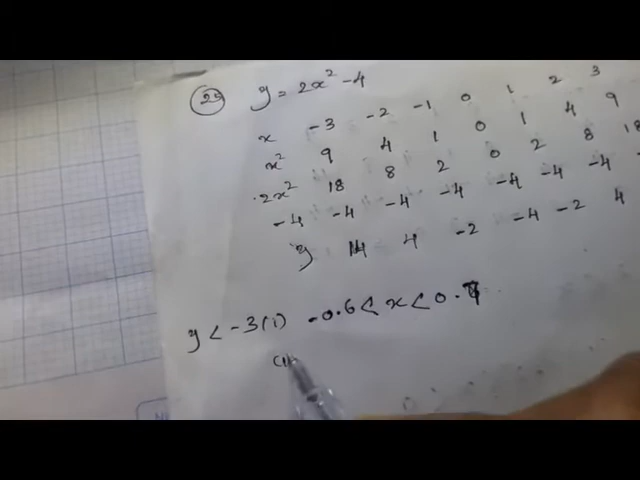 25 y = 2x² - 4
x -3 -2 -1 0 1 2 3
x² 9 4 1 0 1 4 9
2x² 18 8 2 0 2 8 18
-4 -4 -4 -4 -4 -4 -4
y 14 4 -2 -4 -2 4
y < -3 (i) -0.6 < x < 0.7